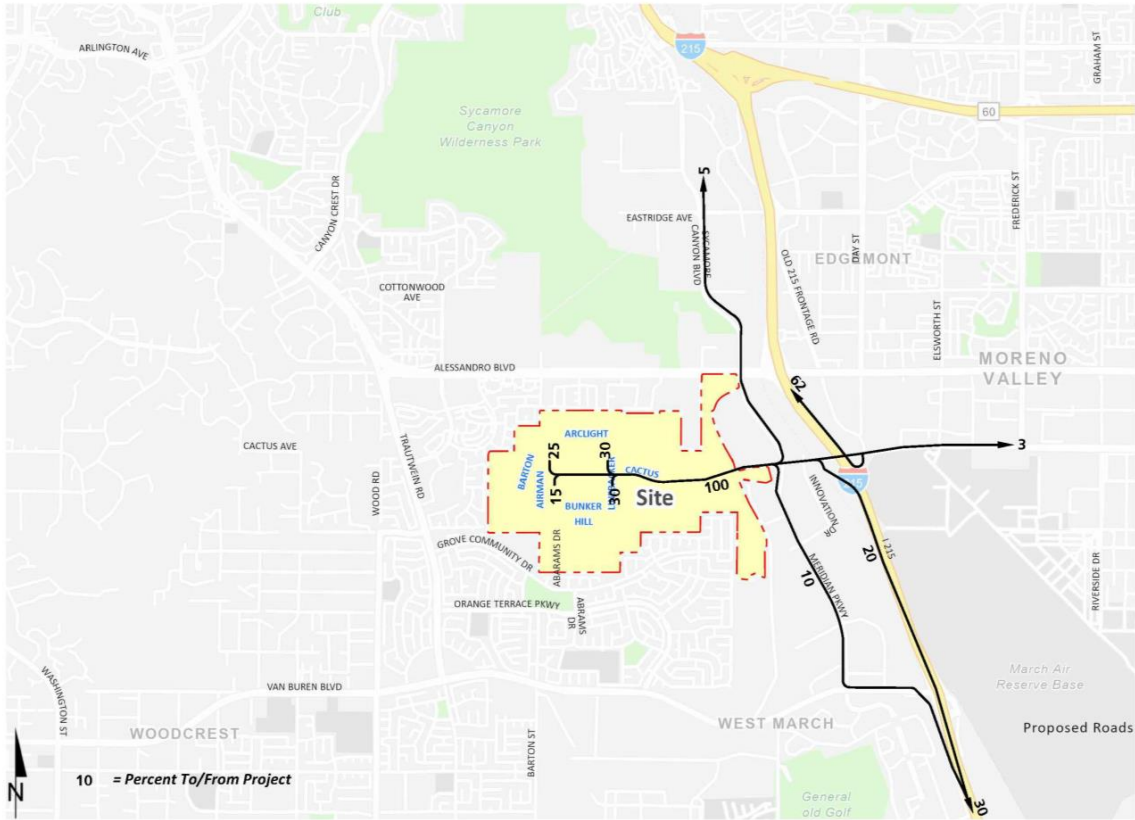 Club
ARLINGTON AVE
215
GRAHAM ST
60
Sycamore
Canyon
Wilderness Park
CANYON CREST DR
5
FREDERICK ST
EASTRIDGE AVE
SYCAMORE
CANYON BLVD
DAY ST
EDGEMONT
OLD 215 FRONTAGE RD
COTTONWOOD
AVE
ELSWORTH ST
MORENO
VALLEY
ALESSANDRO BLVD
62
CACTUS AVE
TRAUTWEIN RD
WOOD RD
ARCLIGHT
25
30
BARTON
AIRMAN
CACTUS
3
15
30
100
Site
BUNKER
HILL
INNOVATION DR
I 215
20
GROVE COMMUNITY DR
ABARAMS DR
10
MERIDIAN PKWY
RIVERSIDE DR
ORANGE TERRACE PKWY
ABRAMS
DR
March Air
Reserve Base
WASHINGTON ST
VAN BUREN BLVD
WOODCREST
BARTON ST
WEST MARCH
Proposed Roads
N
10 = Percent To/From Project
General
old Golf
30